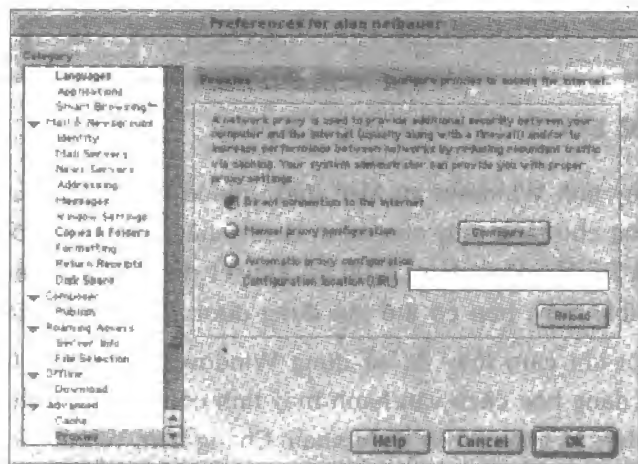 Preferences for alan neibauer
Category
Languages
Applications
Smart Browsing™
Mail & Newsgroups
Identity
Mail Servers
News Servers
Addressing
Messages
Window Settings
Copies & Folders
Formatting
Return Receipts
Disk Space
Composer
Publish
Roaming Access
Server Info
File Selection
Offline
Download
Advanced
Cache
Proxies
Proxies Configure proxies to access the Internet.
A network proxy is used to provide additional security between your
computer and the Internet (usually along with a firewall) and/or to
increase performance between networks by reducing redundant traffic
via caching. Your system administrator can provide you with proper
proxy settings.
Direct connection to the Internet
Manual proxy configuration
Configure...
Automatic proxy configuration
Configuration location (URL)
Reload
Help Cancel OK